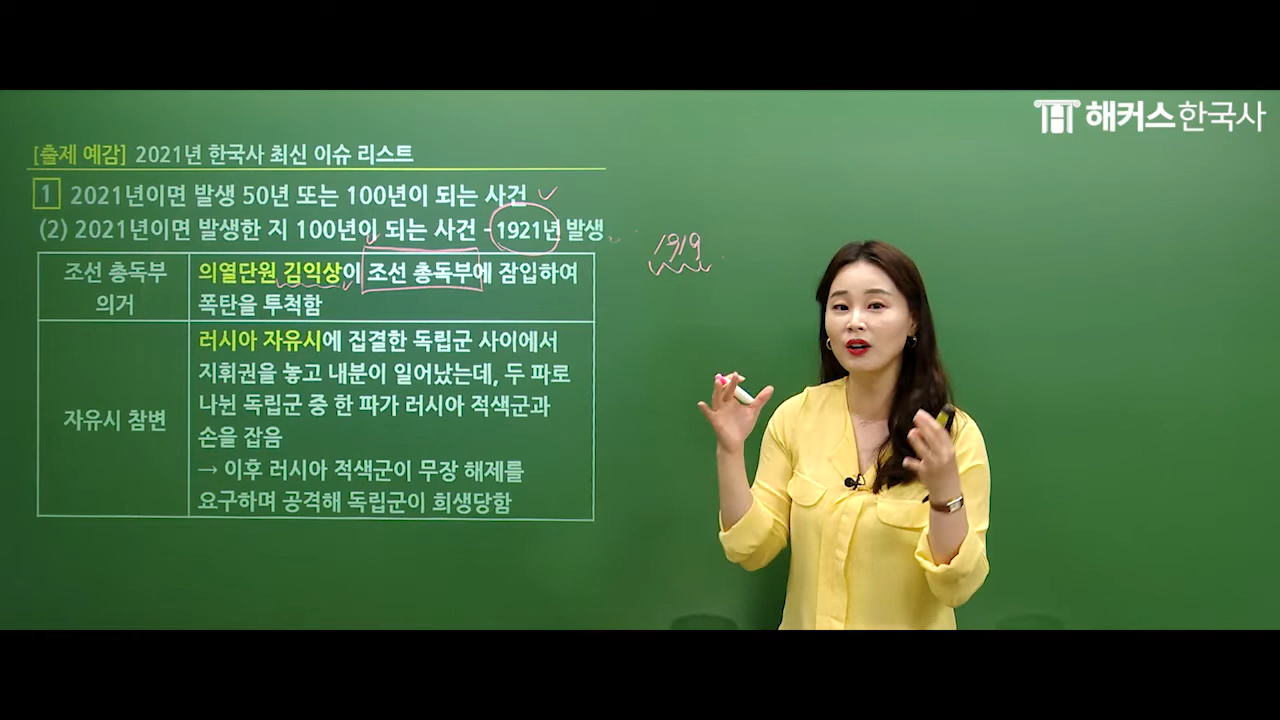 해커스한국사
[출제 예감] 2021년 한국사 최신 이슈 리스트
1 2021년이면 발생 50년 또는 100년이 되는 사건
(2) 2021년이면 발생한 지 100년이 되는 사건 - 1921년 발생
1919
조선 총독부
의거
의열단원 김익상이 조선 총독부에 잠입하여
폭탄을 투척함
자유시 참변
러시아 자유시에 집결한 독립군 사이에서
지휘권을 놓고 내분이 일어났는데, 두 파로
나뉜 독립군 중 한 파가 러시아 적색군과
손을 잡음
→ 이후 러시아 적색군이 무장 해제를
요구하며 공격해 독립군이 희생당함